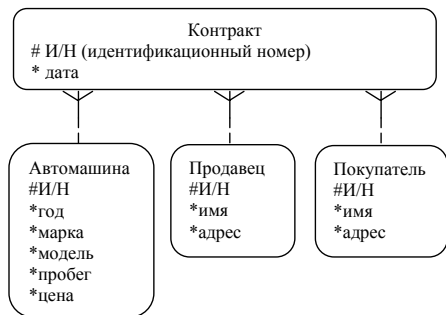 Контракт
# И/Н (идентификационный номер)
* дата
Автомашина
#И/Н
*год
*марка
*модель
*пробег
*цена
Продавец
#И/Н
*имя
*адрес
Покупатель
#И/Н
*имя
*адрес